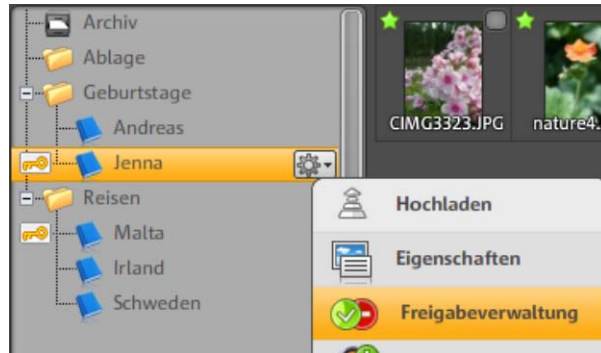 Archiv
Ablage
Geburtstage
Andreas
Jenna
Reisen
Malta
Irland
Schweden
CIMG3323.JPG
nature4.
Hochladen
Eigenschaften
Freigabeverwaltung